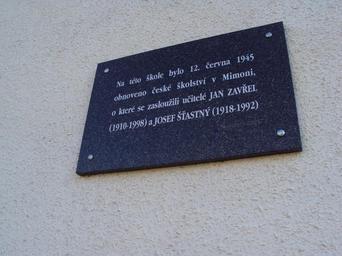 Na této škole bylo 12. června 1945
obnoveno české školství v Mimoni,
o které se zasloužili učitelé JAN ZAVŘEL
(1910-1998) a JOSEF ŠŤASTNÝ (1918-1992)